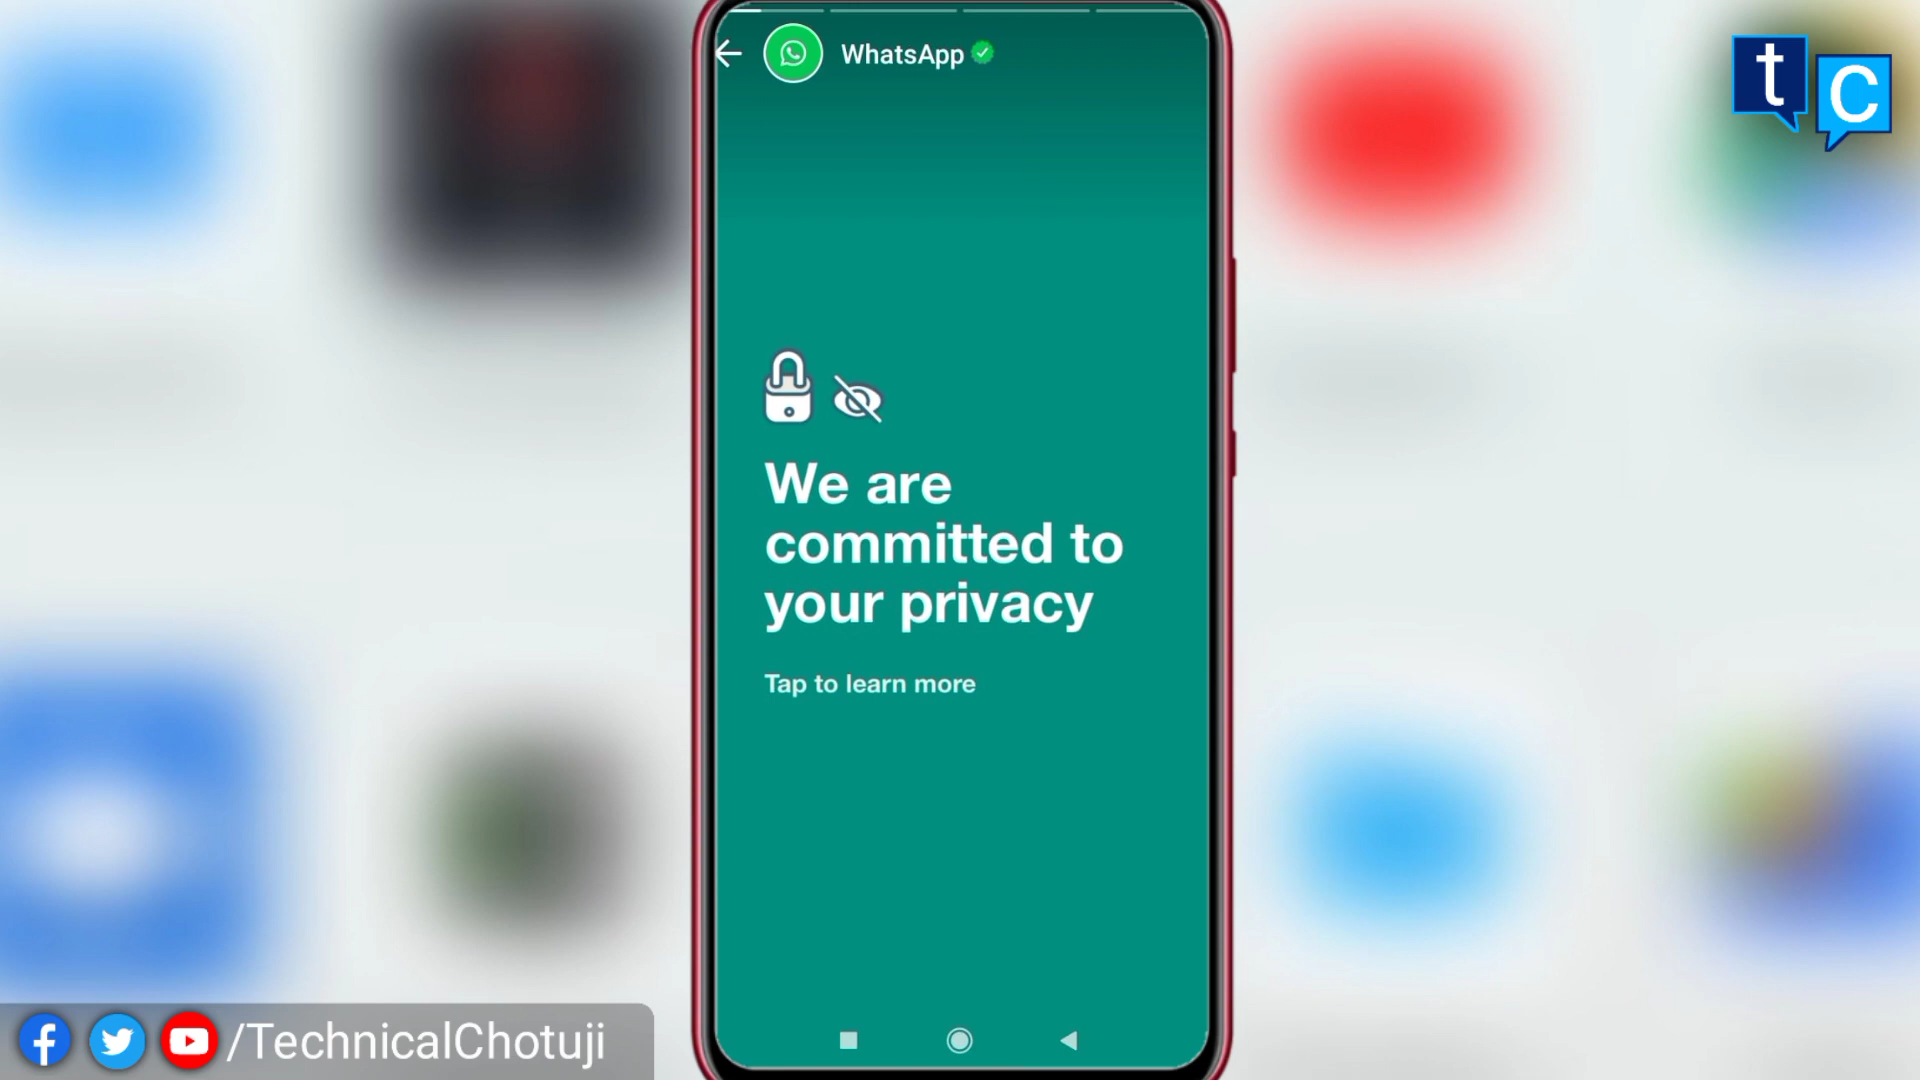 WhatsApp
t
c
We are
committed to
your privacy
Tap to learn more
/TechnicalChotuji